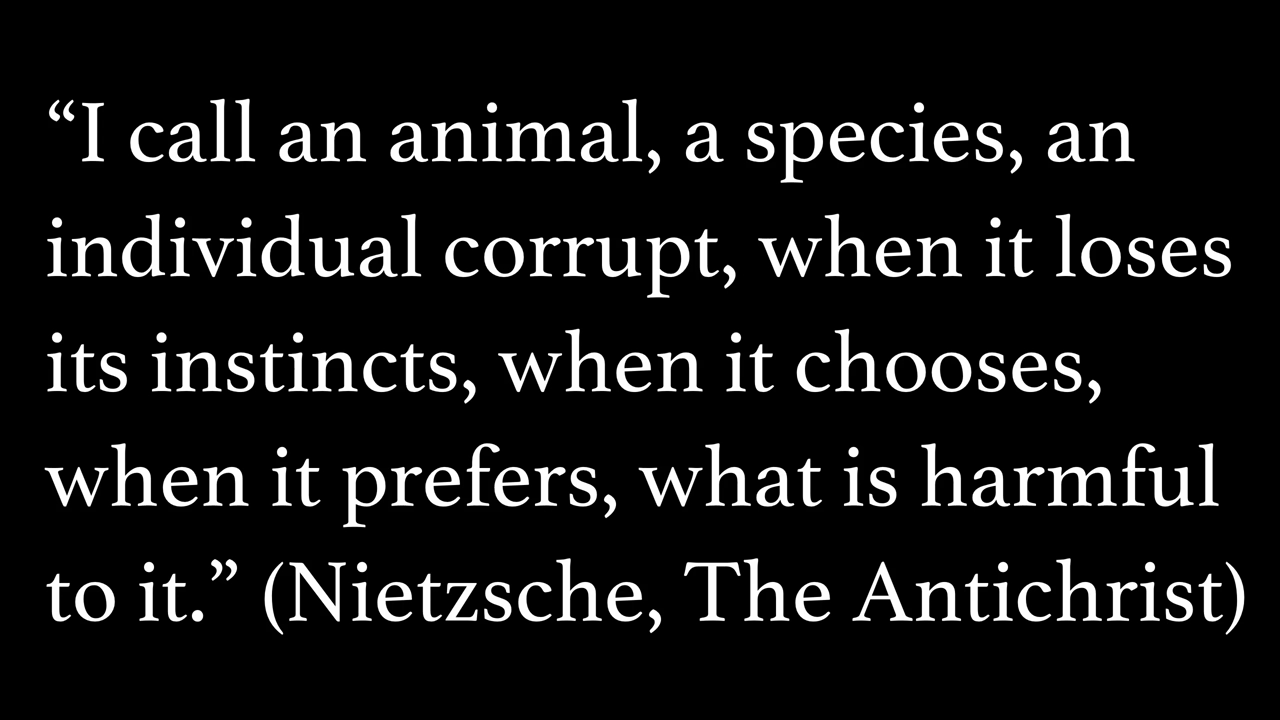 “I call an animal, a species, an
individual corrupt, when it loses
its instincts, when it chooses,
when it prefers, what is harmful
to it.” (Nietzsche, The Antichrist)